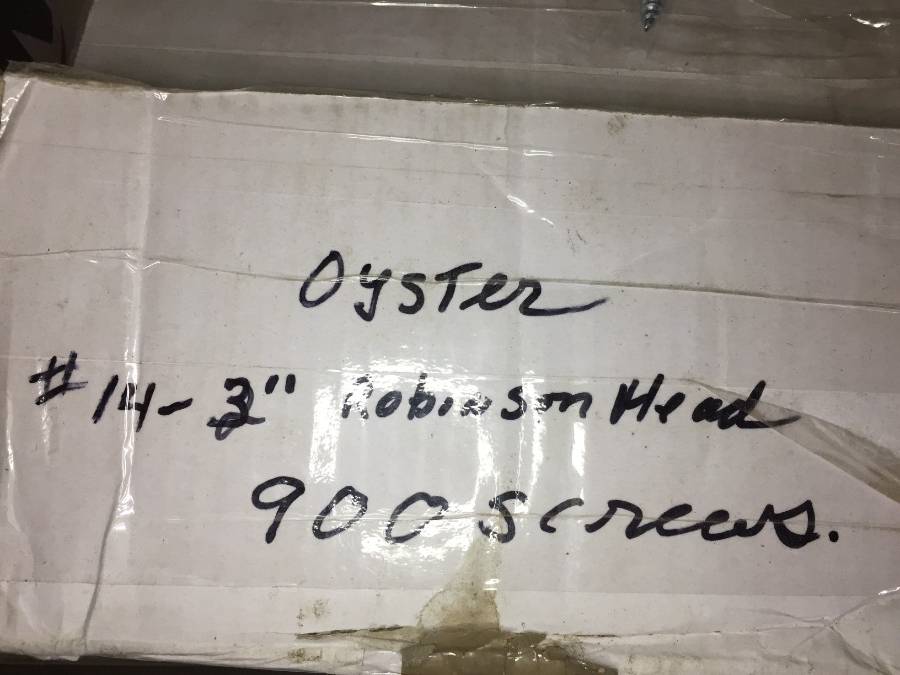 Oyster
#14-3" Robinson Head
900 screws.